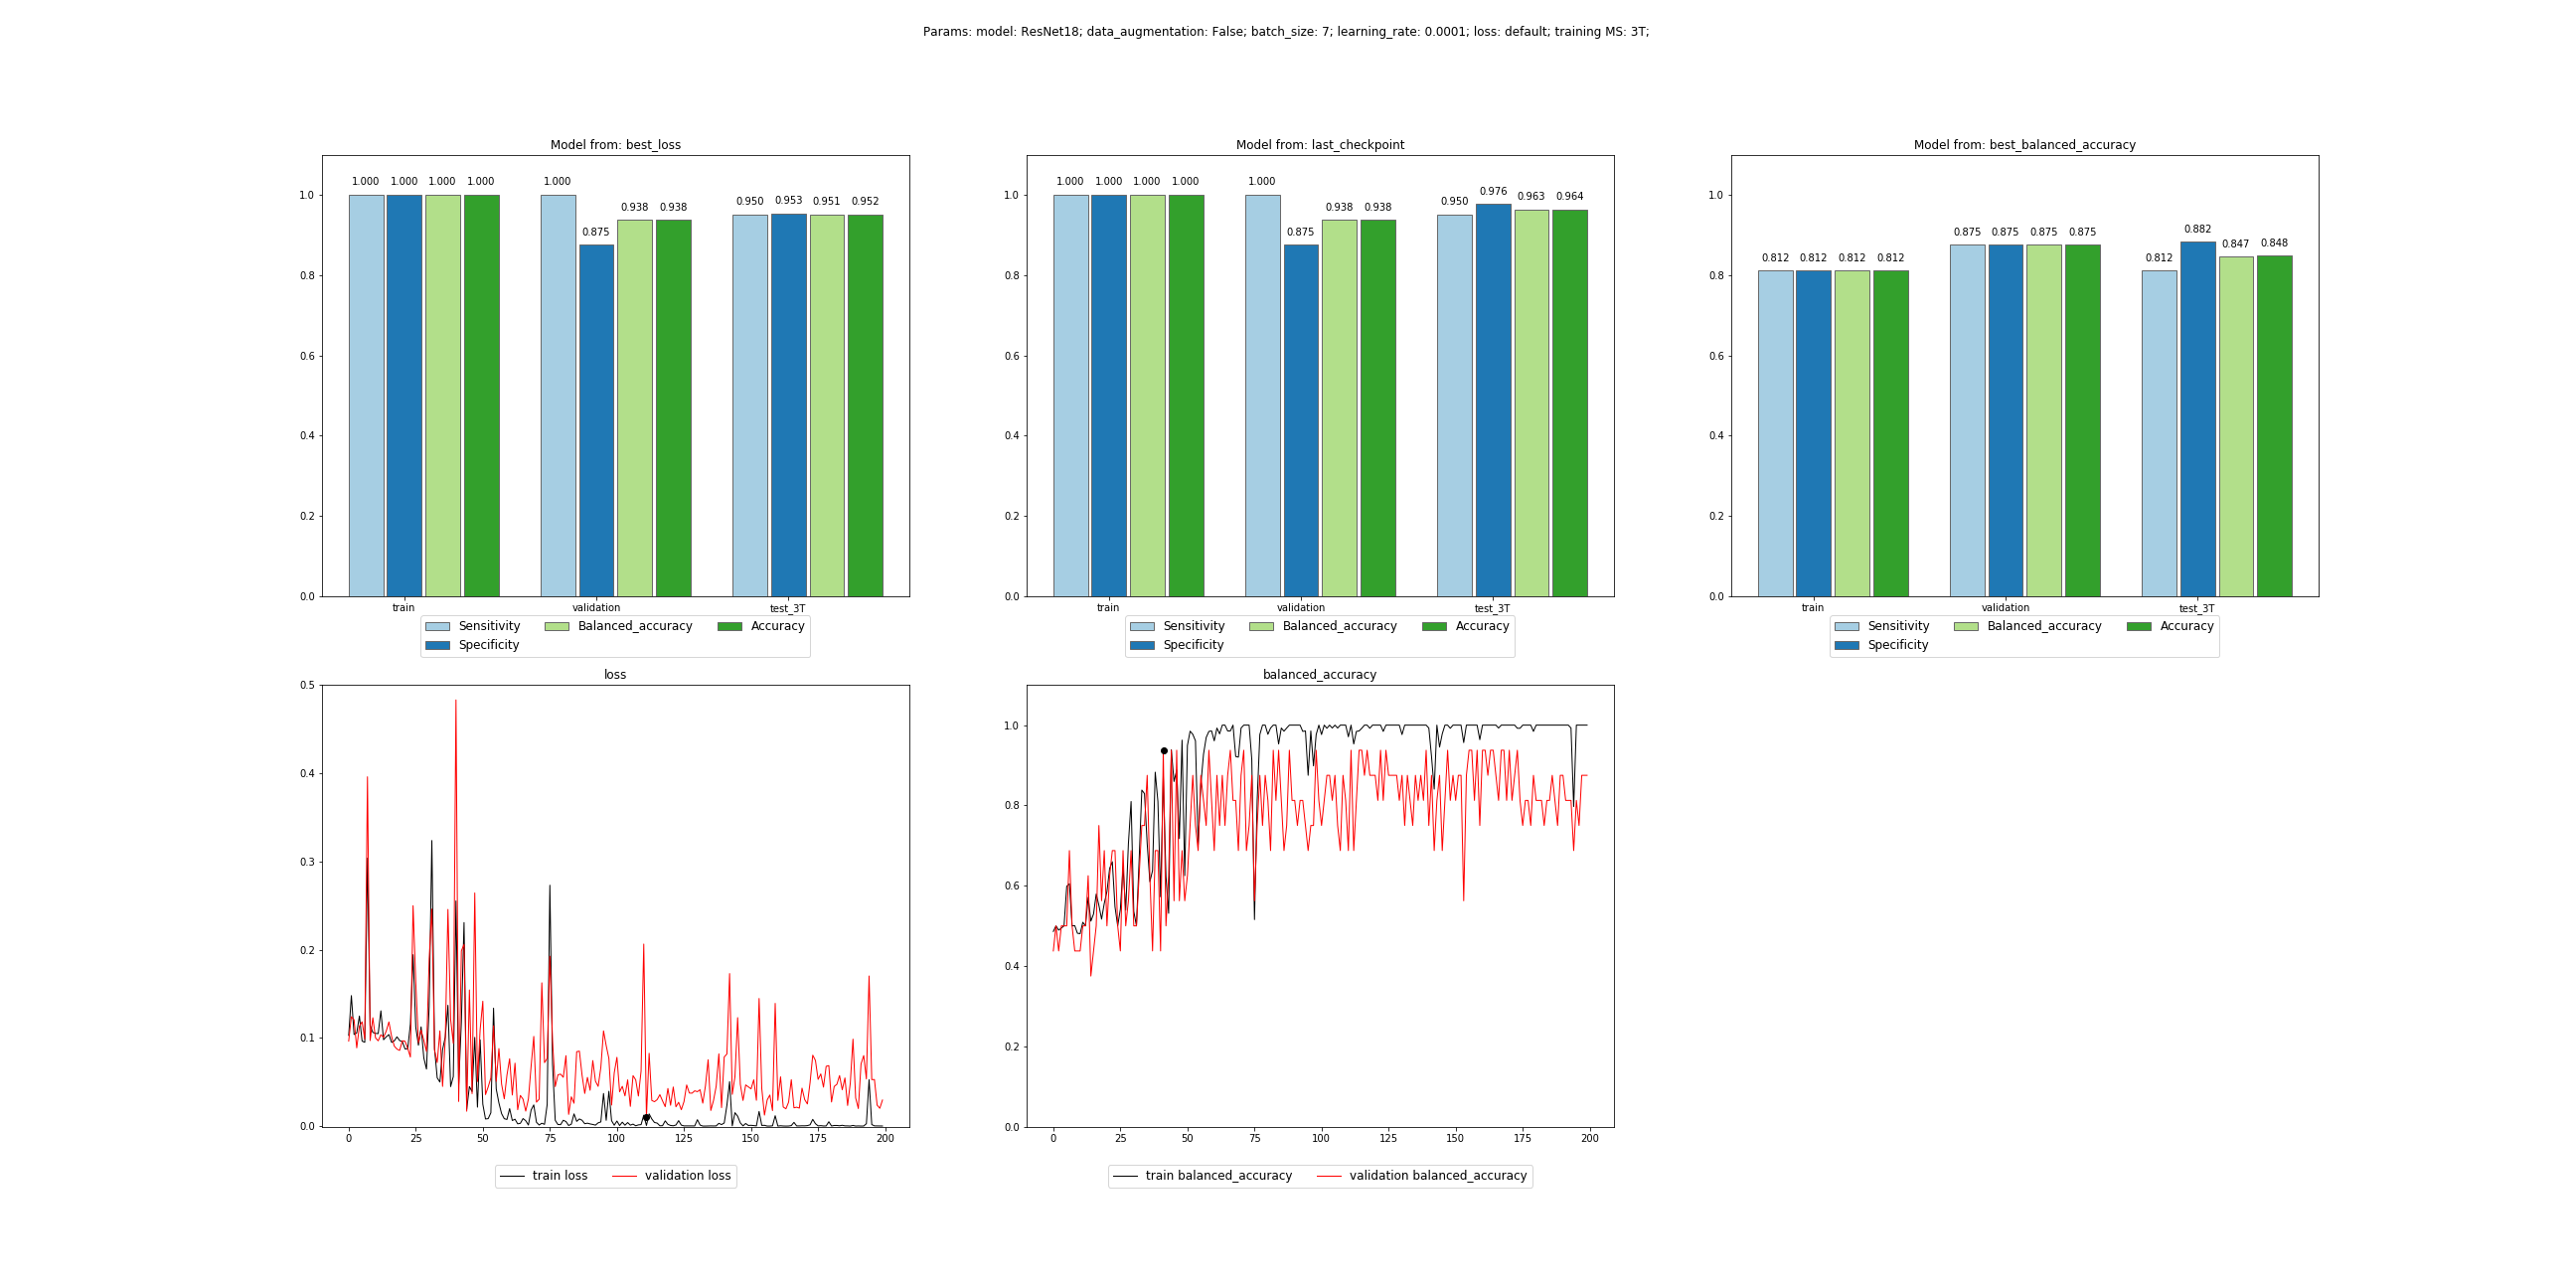 Params: model: ResNet18; data_augmentation: False; batch_size: 7; learning_rate: 0.0001; loss: default; training MS: 3T;
Model from: best_loss
1.0
0.8
0.6
0.4
0.2
0.0
1.000 1.000 1.000 1.000
1.000 0.875 0.938 0.938
0.950 0.953 0.951 0.952
train validation test_3T
Sensitivity Balanced_accuracy Accuracy
Specificity
Model from: last_checkpoint
1.0
0.8
0.6
0.4
0.2
0.0
1.000 1.000 1.000 1.000
1.000 0.875 0.938 0.938
0.950 0.976 0.963 0.964
train validation test_3T
Sensitivity Balanced_accuracy Accuracy
Specificity
Model from: best_balanced_accuracy
1.0
0.8
0.6
0.4
0.2
0.0
0.812 0.812 0.812 0.812
0.875 0.875 0.875 0.875
0.812 0.882 0.847 0.848
train validation test_3T
Sensitivity Balanced_accuracy Accuracy
Specificity
loss
0.5
0.4
0.3
0.2
0.1
0.0
0 25 50 75 100 125 150 175 200
train loss validation loss
balanced_accuracy
1.0
0.8
0.6
0.4
0.2
0.0
0 25 50 75 100 125 150 175 200
train balanced_accuracy validation balanced_accuracy